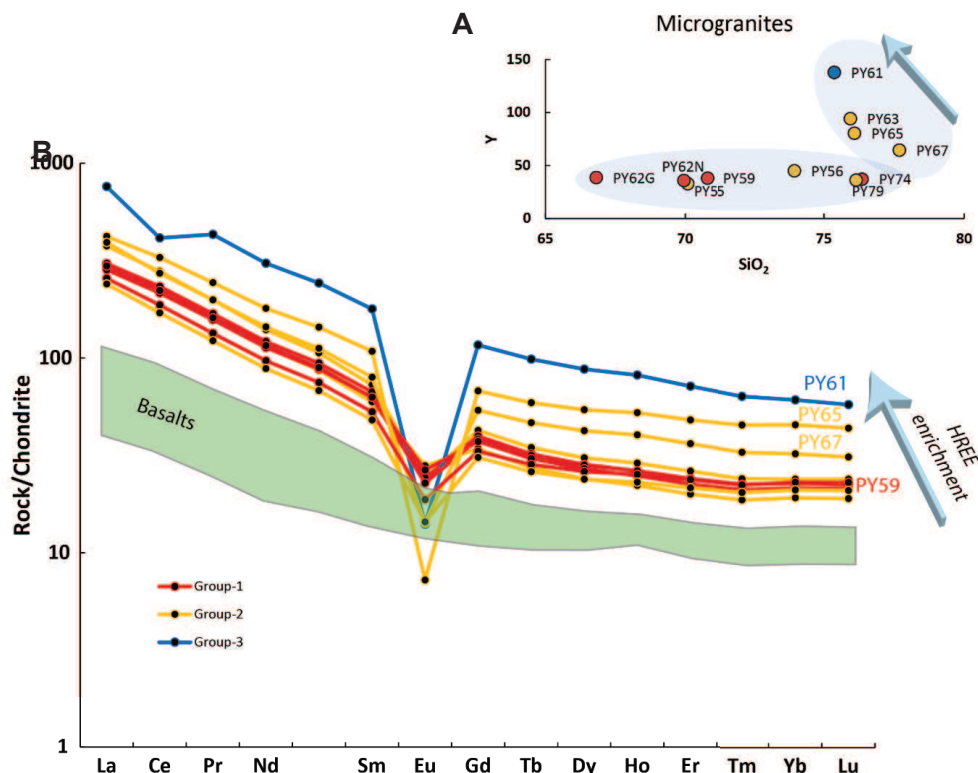 A
Microgranites
150
100
50
0
Y
PY61
PY63
PY65
PY67
PY62G
PY62N
PY55
PY59
PY56
PY79
PY74
65
70
75
80
SiO₂
B
1000
100
10
1
Rock/Chondrite
Basalts
PY61
PY65
PY67
PY59
HREE
enrichment
Group-1
Group-2
Group-3
La Ce Pr Nd Sm Eu Gd Tb Dy Ho Er Tm Yb Lu